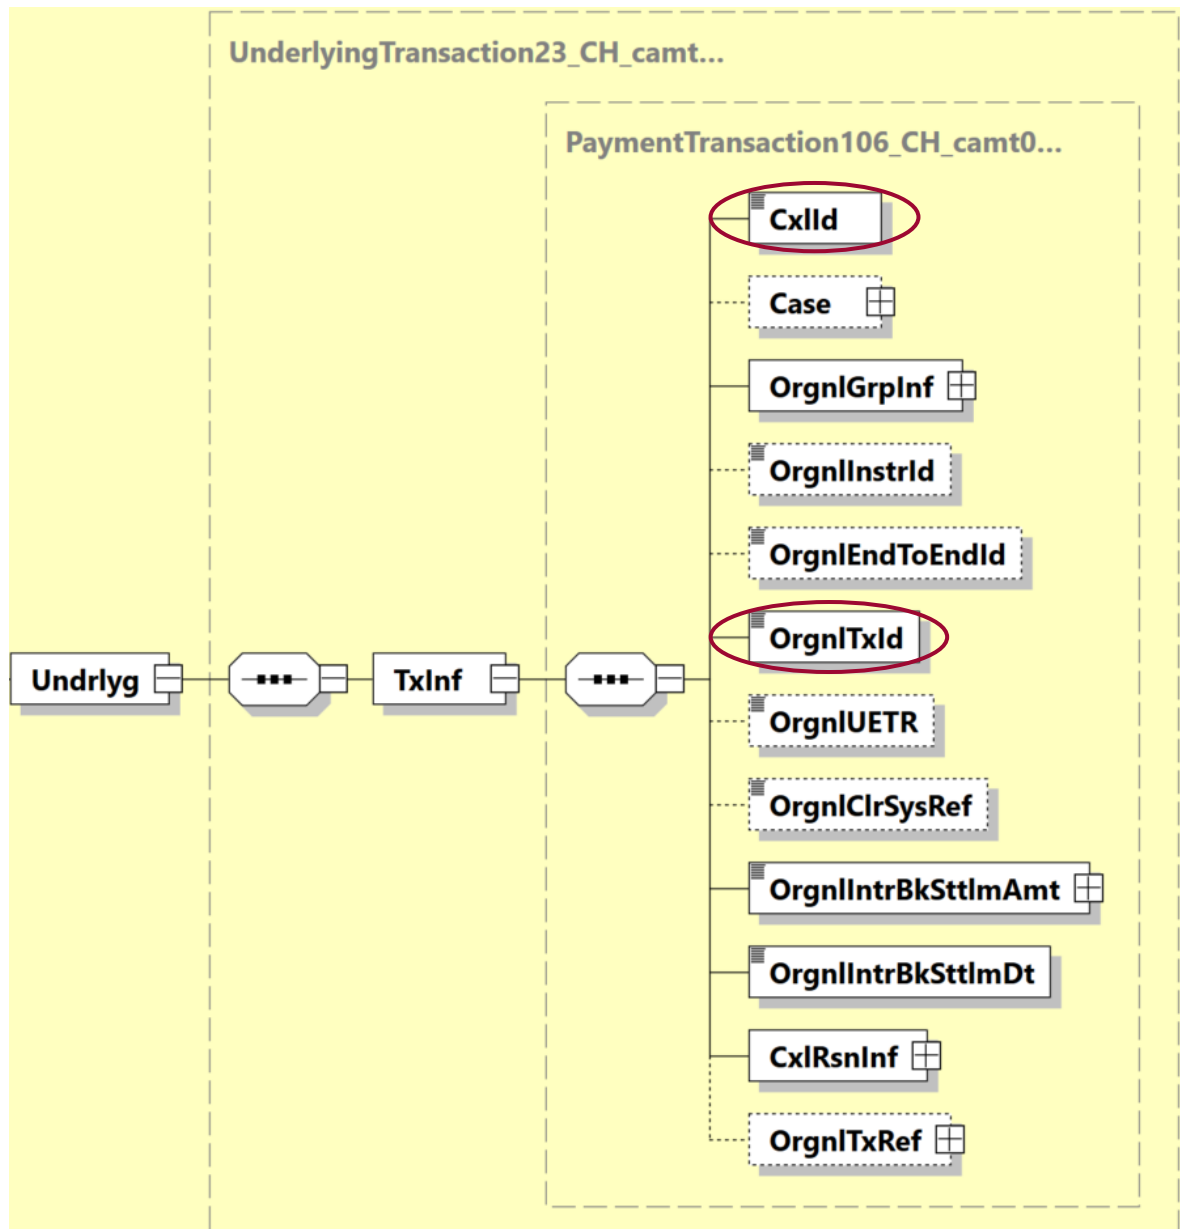 UnderlyingTransaction23_CH_camt...
PaymentTransaction106_CH_camt0...
CxlId
Case
OrgnlGrpInf
OrgnlInstrId
OrgnlEndToEndId
OrgnlTxId
Undrlyg
TxInf
OrgnlUETR
OrgnlClrSysRef
OrgnlIntrBkSttlmAmt
OrgnlIntrBkSttlmDt
CxlRsnInf
OrgnlTxRef